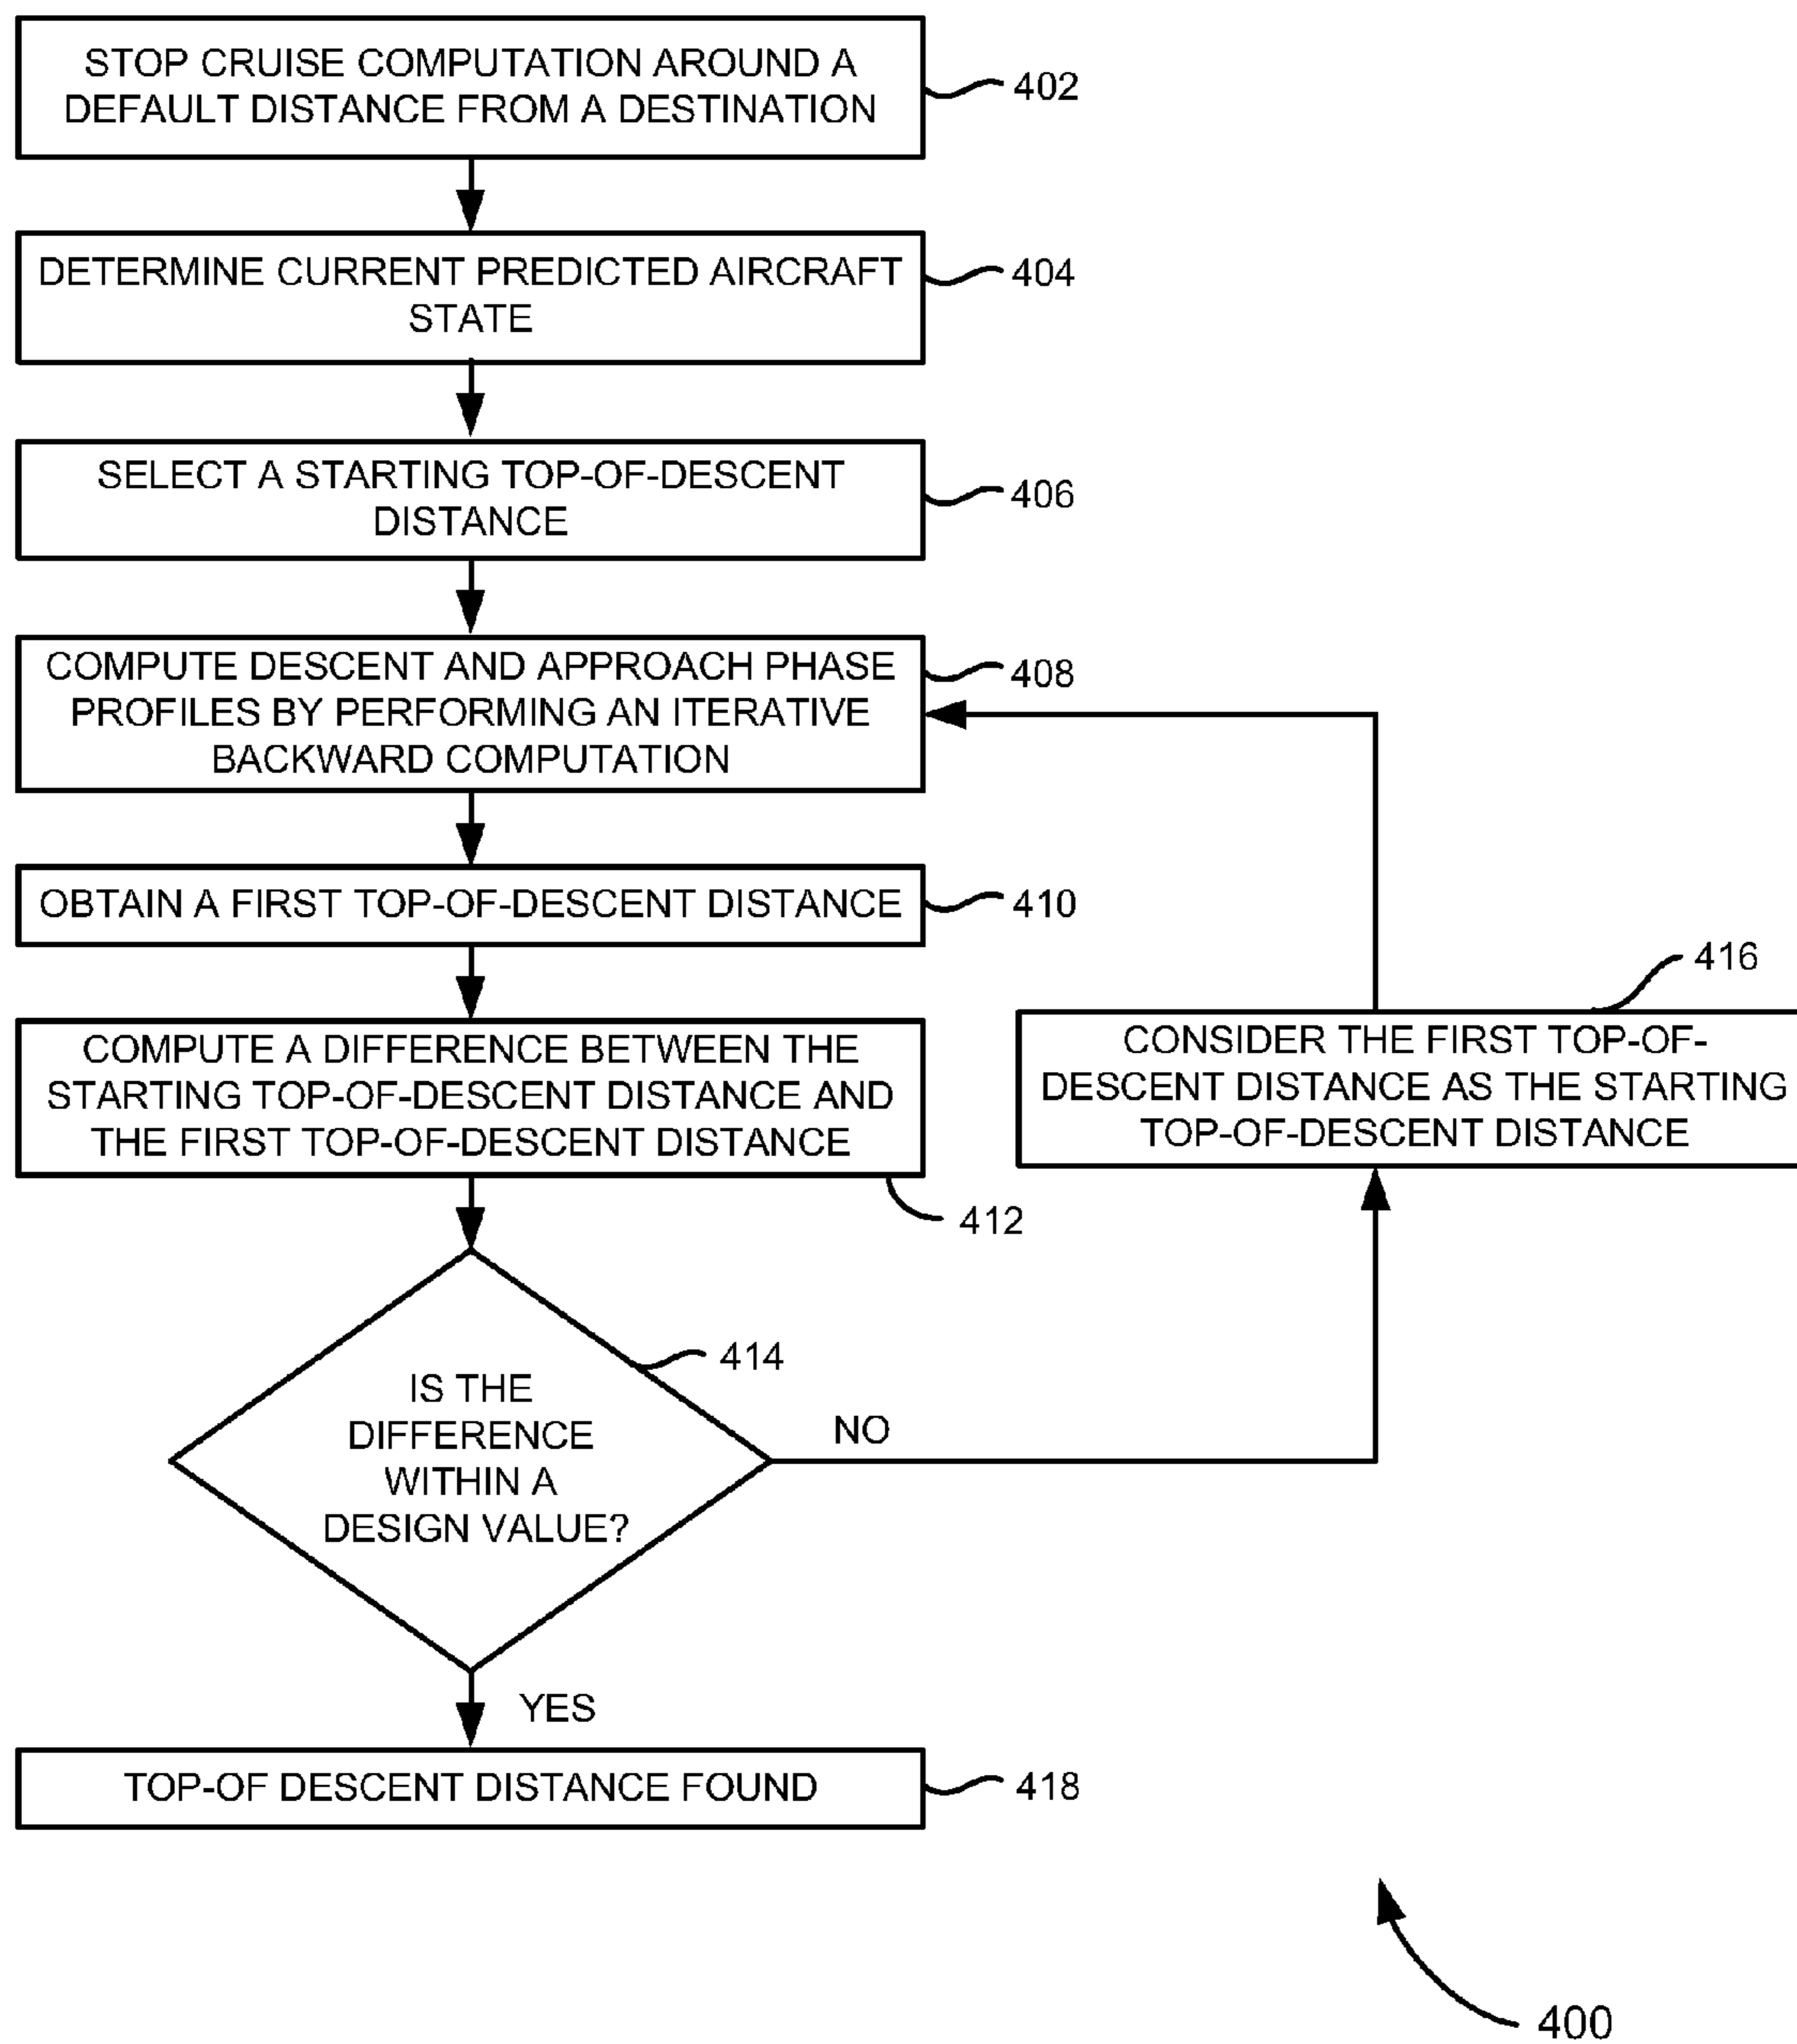 STOP CRUISE COMPUTATION AROUND A
DEFAULT DISTANCE FROM A DESTINATION
402
DETERMINE CURRENT PREDICTED AIRCRAFT
STATE
404
SELECT A STARTING TOP-OF-DESCENT
DISTANCE
406
COMPUTE DESCENT AND APPROACH PHASE
PROFILES BY PERFORMING AN ITERATIVE
BACKWARD COMPUTATION
408
OBTAIN A FIRST TOP-OF-DESCENT DISTANCE
410
COMPUTE A DIFFERENCE BETWEEN THE
STARTING TOP-OF-DESCENT DISTANCE AND
THE FIRST TOP-OF-DESCENT DISTANCE
412
416
CONSIDER THE FIRST TOP-OF-
DESCENT DISTANCE AS THE STARTING
TOP-OF-DESCENT DISTANCE
414
IS THE
DIFFERENCE
WITHIN A
DESIGN VALUE?
NO
YES
TOP-OF DESCENT DISTANCE FOUND
418
400